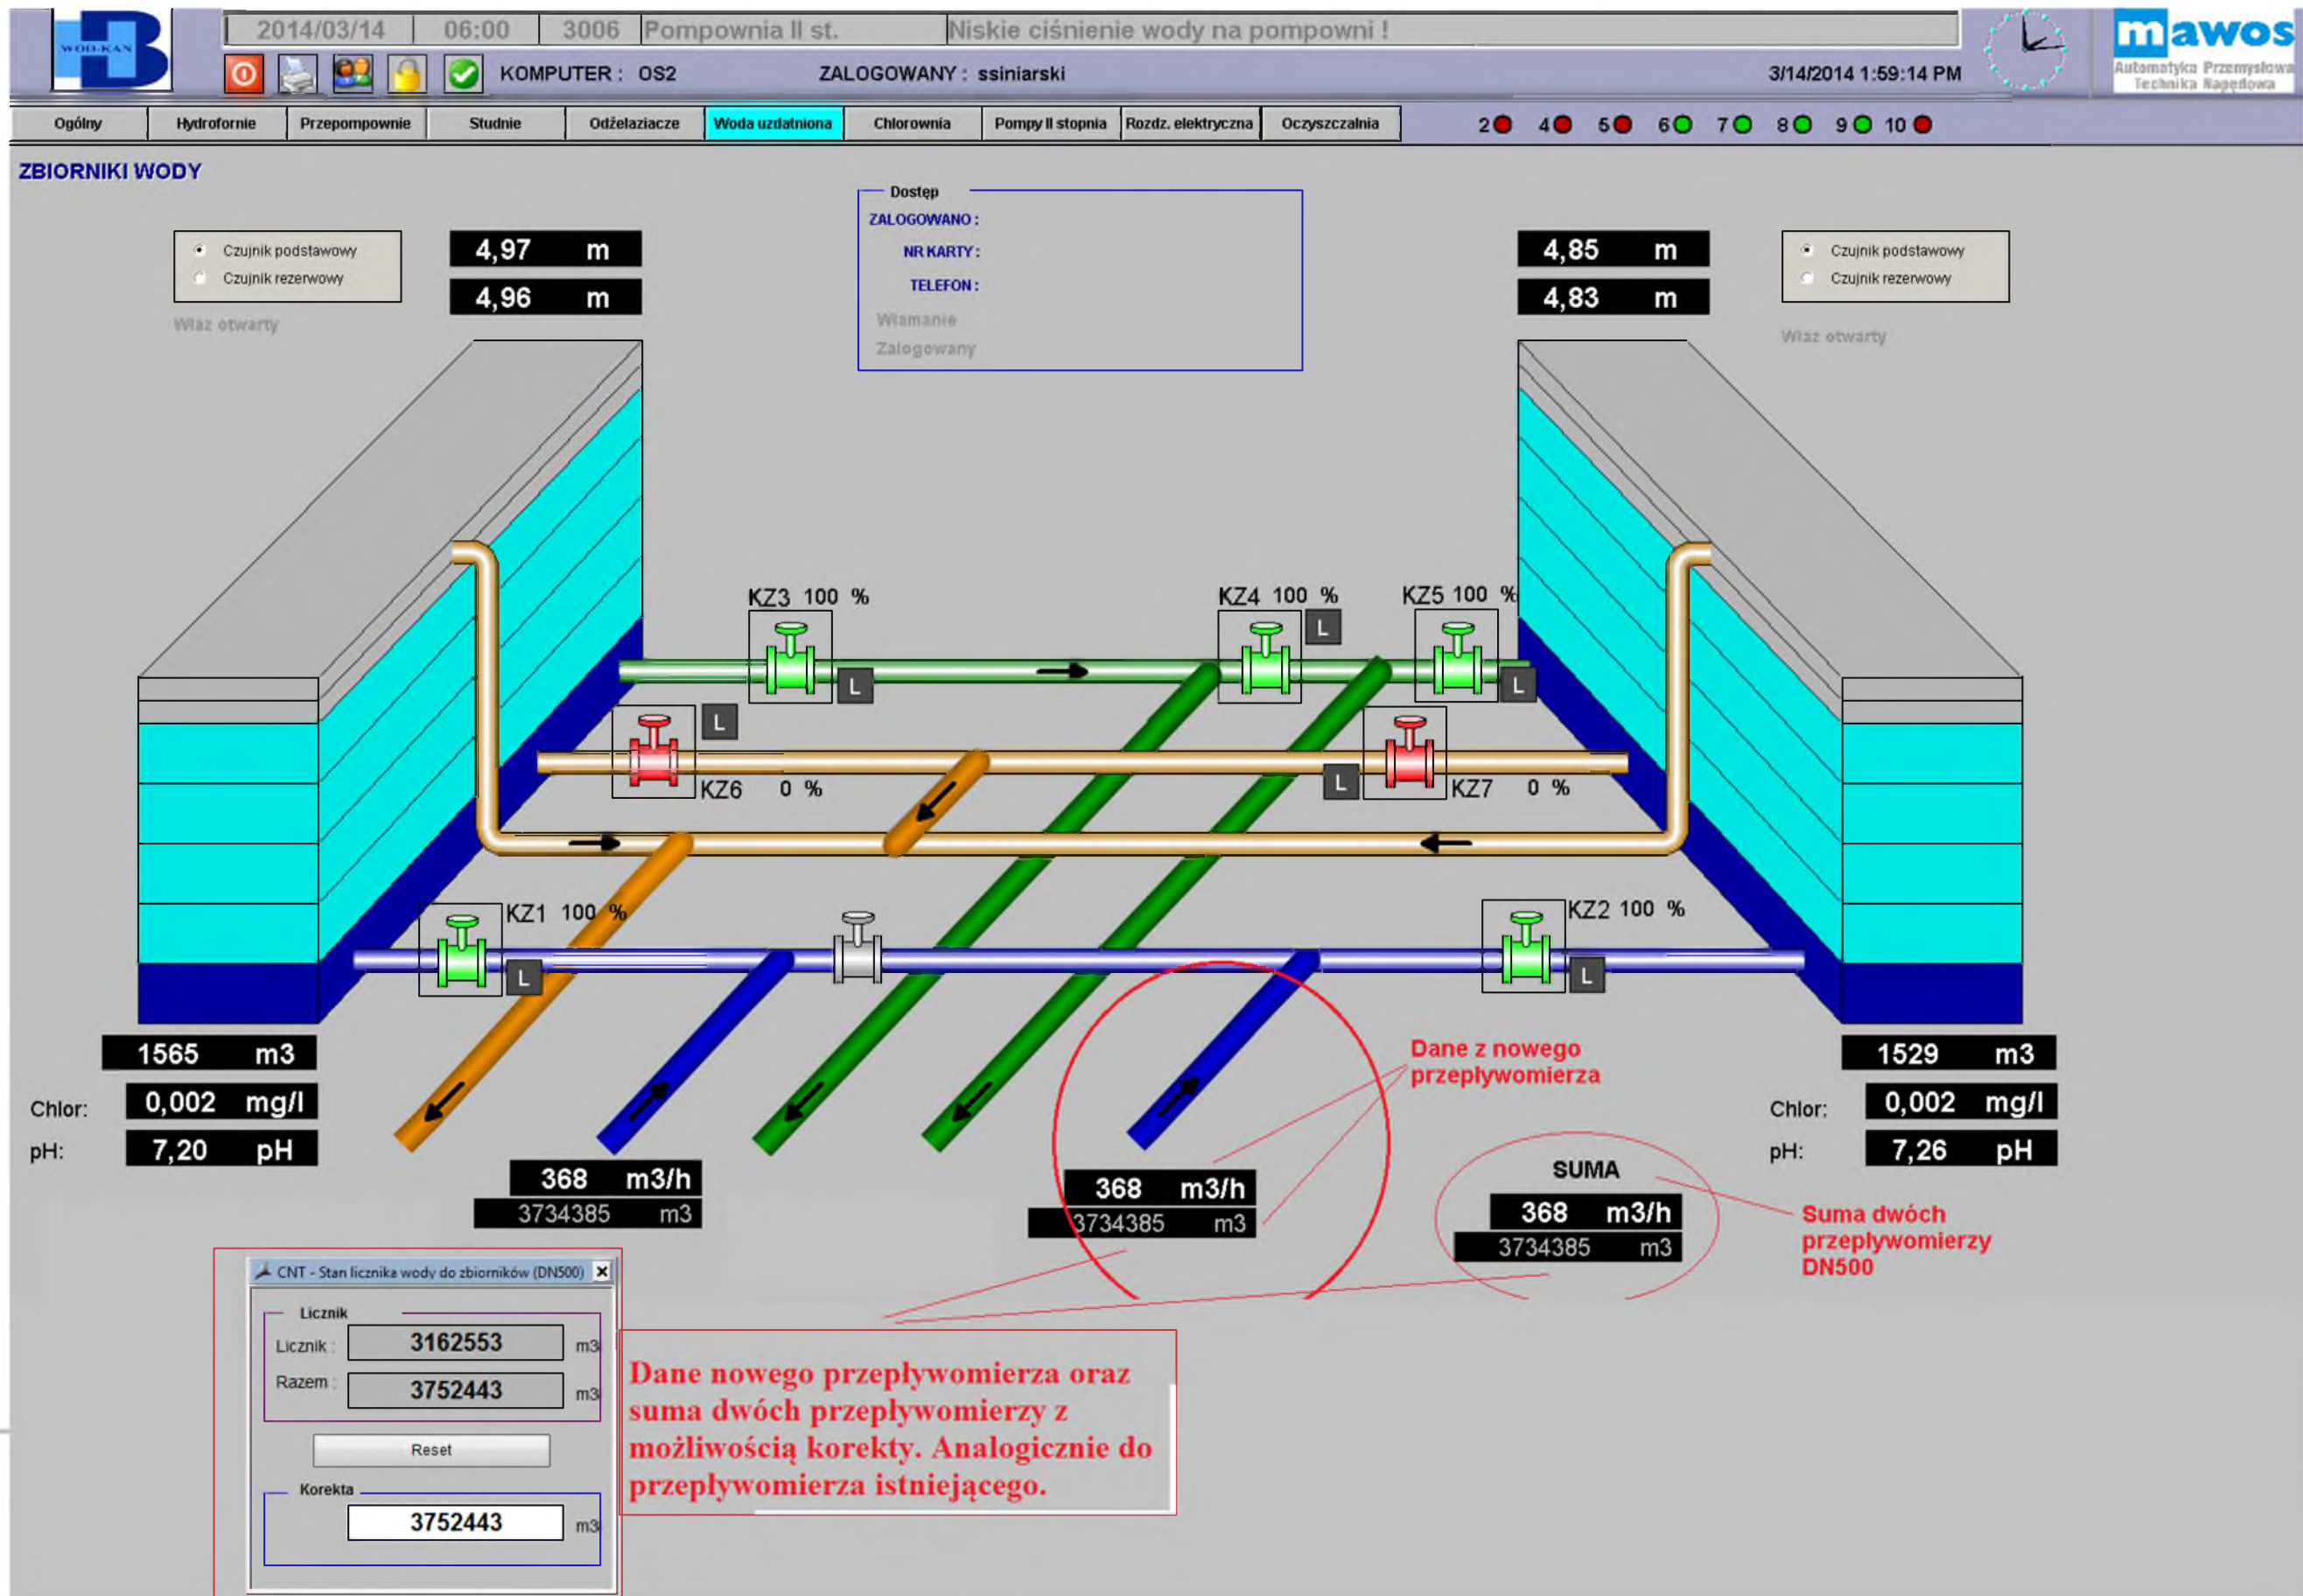 WOD-KAN
2014/03/14 06:00 3006 Pompownia II st. Niskie ciśnienie wody na pompowni !
KOMPUTER : OS2 ZALOGOWANY : ssiniarski 3/14/2014 1:59:14 PM
mawos
Automatyka Przemysłowa
Technika Napędowa
Ogólny Hydrofornie Przepompownie Studnie Odżelaziacze Woda uzdatniona Chlorownia Pompy II stopnia Rozdz. elektryczna Oczyszczalnia 2 4 5 6 7 8 9 10
ZBIORNIKI WODY
Dostęp
ZALOGOWANO :
NR KARTY :
TELEFON :
Włamanie
Zalogowany
Czujnik podstawowy
Czujnik rezerwowy
Właz otwarty
4,97 m
4,96 m
4,85 m
4,83 m
Czujnik podstawowy
Czujnik rezerwowy
Właz otwarty
KZ3 100 %
L
KZ4 100 %
L
KZ5 100 %
L
L
KZ6 0 %
L
KZ7 0 %
KZ1 100 %
L
KZ2 100 %
L
1565 m3
Chlor: 0,002 mg/l
pH: 7,20 pH
368 m3/h
3734385 m3
368 m3/h
3734385 m3
Dane z nowego
przepływomierza
SUMA
368 m3/h
3734385 m3
Suma dwóch
przepływomierzy
DN500
1529 m3
Chlor: 0,002 mg/l
pH: 7,26 pH
CNT - Stan licznika wody do zbiorników (DN500)
Licznik
Licznik : 3162553 m3
Razem : 3752443 m3
Reset
Korekta
3752443 m3
Dane nowego przepływomierza oraz
suma dwóch przepływomierzy z
możliwością korekty. Analogicznie do
przepływomierza istniejącego.